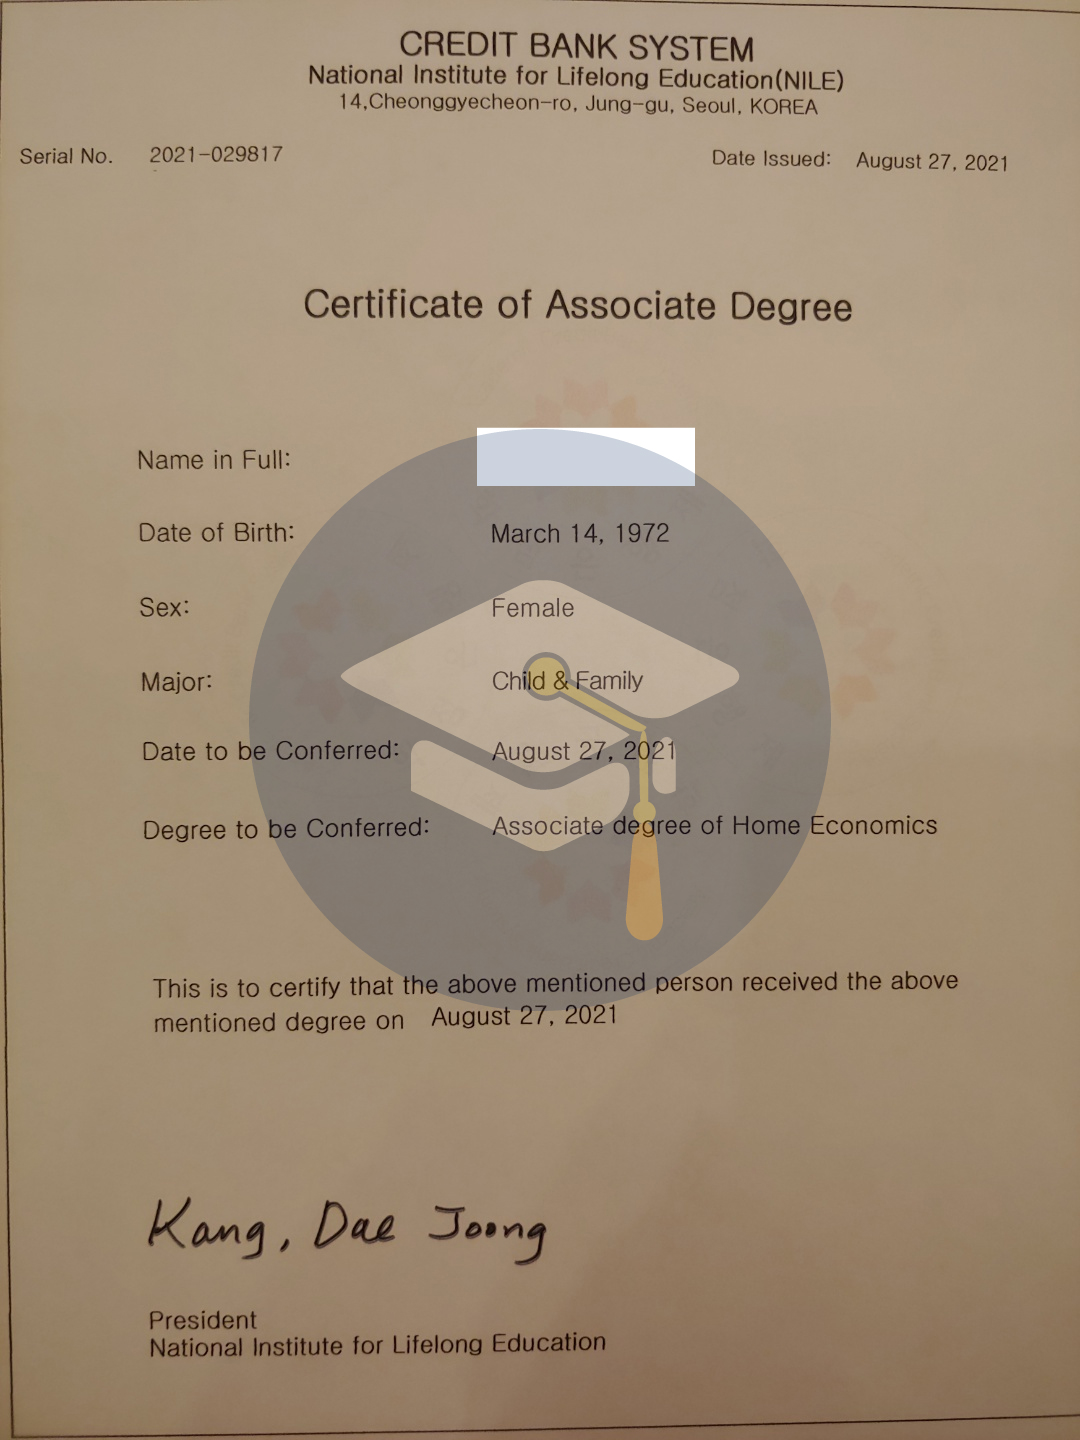 CREDIT BANK SYSTEM
National Institute for Lifelong Education(NILE)
14,Cheonggyecheon-ro, Jung-gu, Seoul, KOREA
Serial No. 2021-029817 Date Issued: August 27, 2021
Certificate of Associate Degree
Name in Full:
Date of Birth: March 14, 1972
Sex: Female
Major: Child & Family
Date to be Conferred: August 27, 2021
Degree to be Conferred: Associate degree of Home Economics
This is to certify that the above mentioned person received the above
mentioned degree on August 27, 2021
Kang, Dae Joong
President
National Institute for Lifelong Education